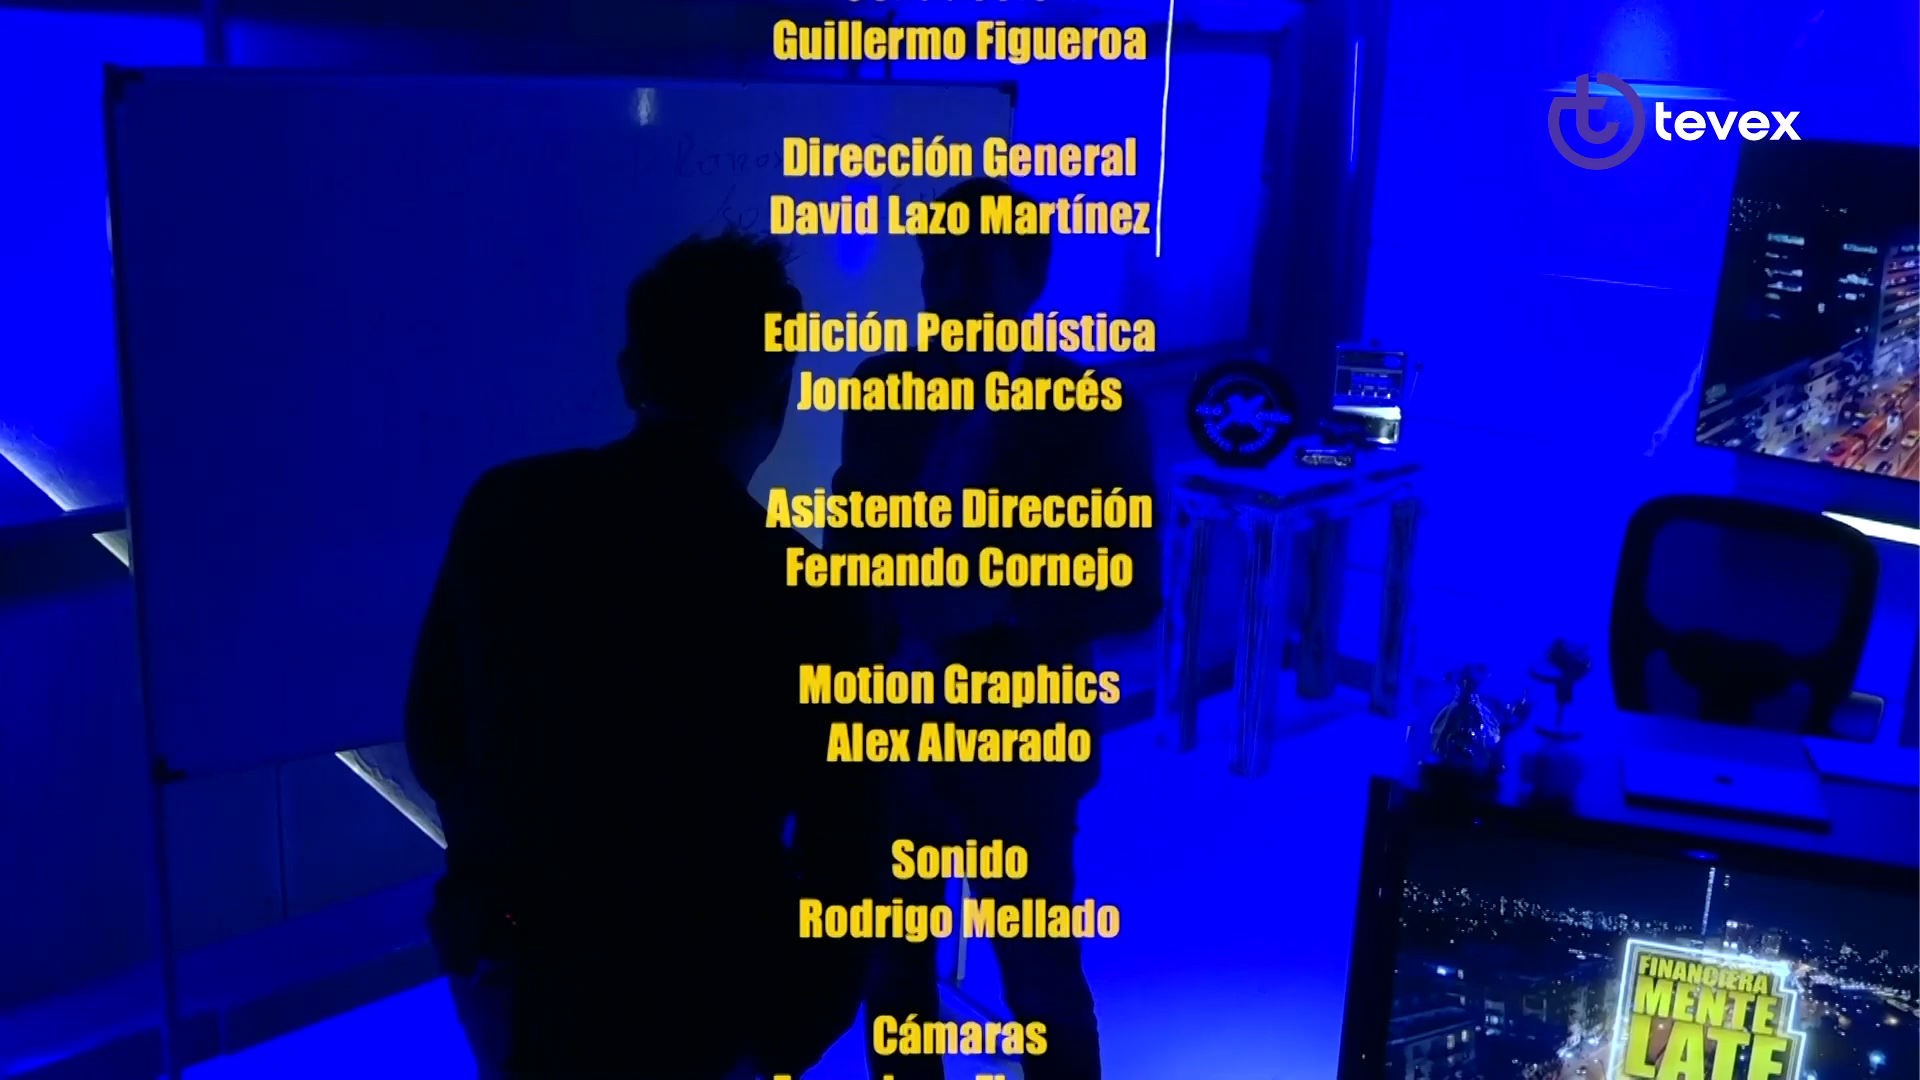 Guillermo Figueroa
Dirección General
David Lazo Martínez
Edición Periodística
Jonathan Garcés
Asistente Dirección
Fernando Cornejo
Motion Graphics
Alex Alvarado
Sonido
Rodrigo Mellado
Cámaras
tevex
FINANCIERA
MENTE
LATE